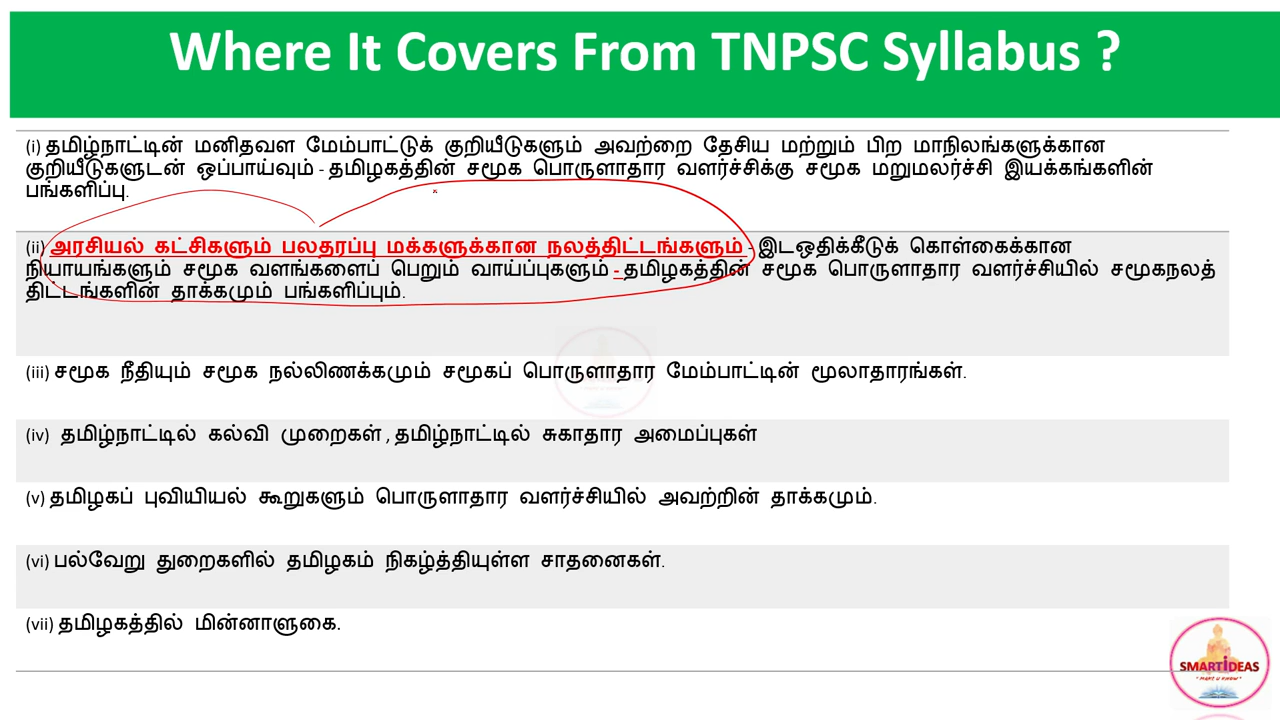 Where It Covers From TNPSC Syllabus ?
(i) தமிழ்நாட்டின் மனிதவள மேம்பாட்டுக் குறியீடுகளும் அவற்றை தேசிய மற்றும் பிற மாநிலங்களுக்கான
குறியீடுகளுடன் ஒப்பாய்வும் - தமிழகத்தின் சமூக பொருளாதார வளர்ச்சிக்கு சமூக மறுமலர்ச்சி இயக்கங்களின்
பங்களிப்பு.
(ii) அரசியல் கட்சிகளும் பலதரப்பு மக்களுக்கான நலத்திட்டங்களும் - இடஒதிக்கீடுக் கொள்கைக்கான
நியாயங்களும் சமூக வளங்களைப் பெறும் வாய்ப்புகளும் - தமிழகத்தின் சமூக பொருளாதார வளர்ச்சியில் சமூகநலத்
திட்டங்களின் தாக்கமும் பங்களிப்பும்.
(iii) சமூக நீதியும் சமூக நல்லிணக்கமும் சமூகப் பொருளாதார மேம்பாட்டின் மூலாதாரங்கள்.
(iv) தமிழ்நாட்டில் கல்வி முறைகள் , தமிழ்நாட்டில் சுகாதார அமைப்புகள்
(v) தமிழகப் புவியியல் கூறுகளும் பொருளாதார வளர்ச்சியில் அவற்றின் தாக்கமும்.
(vi) பல்வேறு துறைகளில் தமிழகம் நிகழ்த்தியுள்ள சாதனைகள்.
(vii) தமிழகத்தில் மின்னாளுகை.
SMARTiDEAS
" MAKE U KNOW "